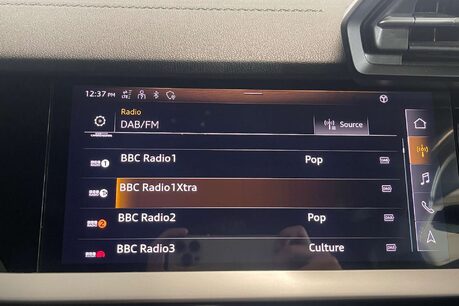 12:37 PM
Radio
DAB/FM
Source
BBC Radio1 Pop
BBC Radio1Xtra
BBC Radio2 Pop
BBC Radio3 Culture